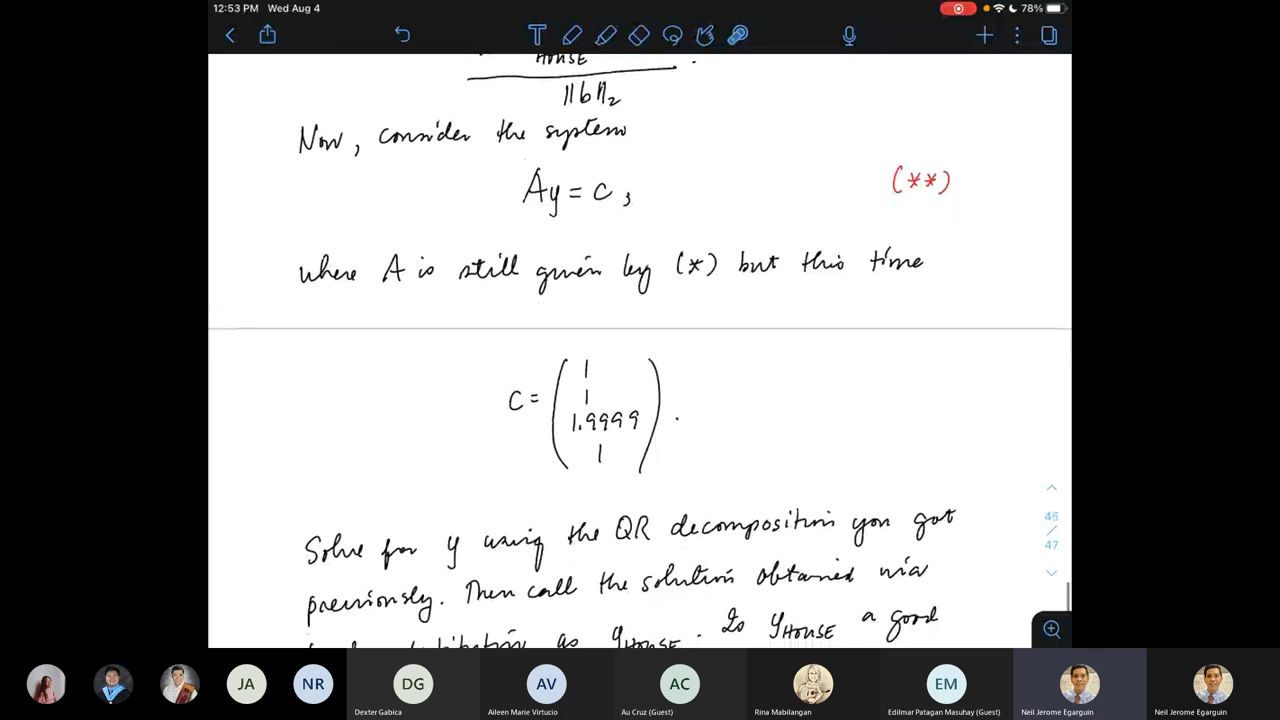 12:53 PM Wed Aug 4
78%
HOUSE
||b||₂
Now, consider the system
Ay = c,
(**)
where A is still given by (*) but this time
C = ( 1
1
1.9999
1 ) .
46
/
47
Solve for y using the QR decomposition you got
previously. Then call the solution obtained via
substitution as yHOUSE. Is yHOUSE a good
JA
NR
DG
AV
AC
EM
Dexter Gabica
Aileen Marie Virtucio
Au Cruz (Guest)
Rina Mabilangan
Edilmar Patagan Masuhay (Guest)
Neil Jerome Egarguin
Neil Jerome Egarguin